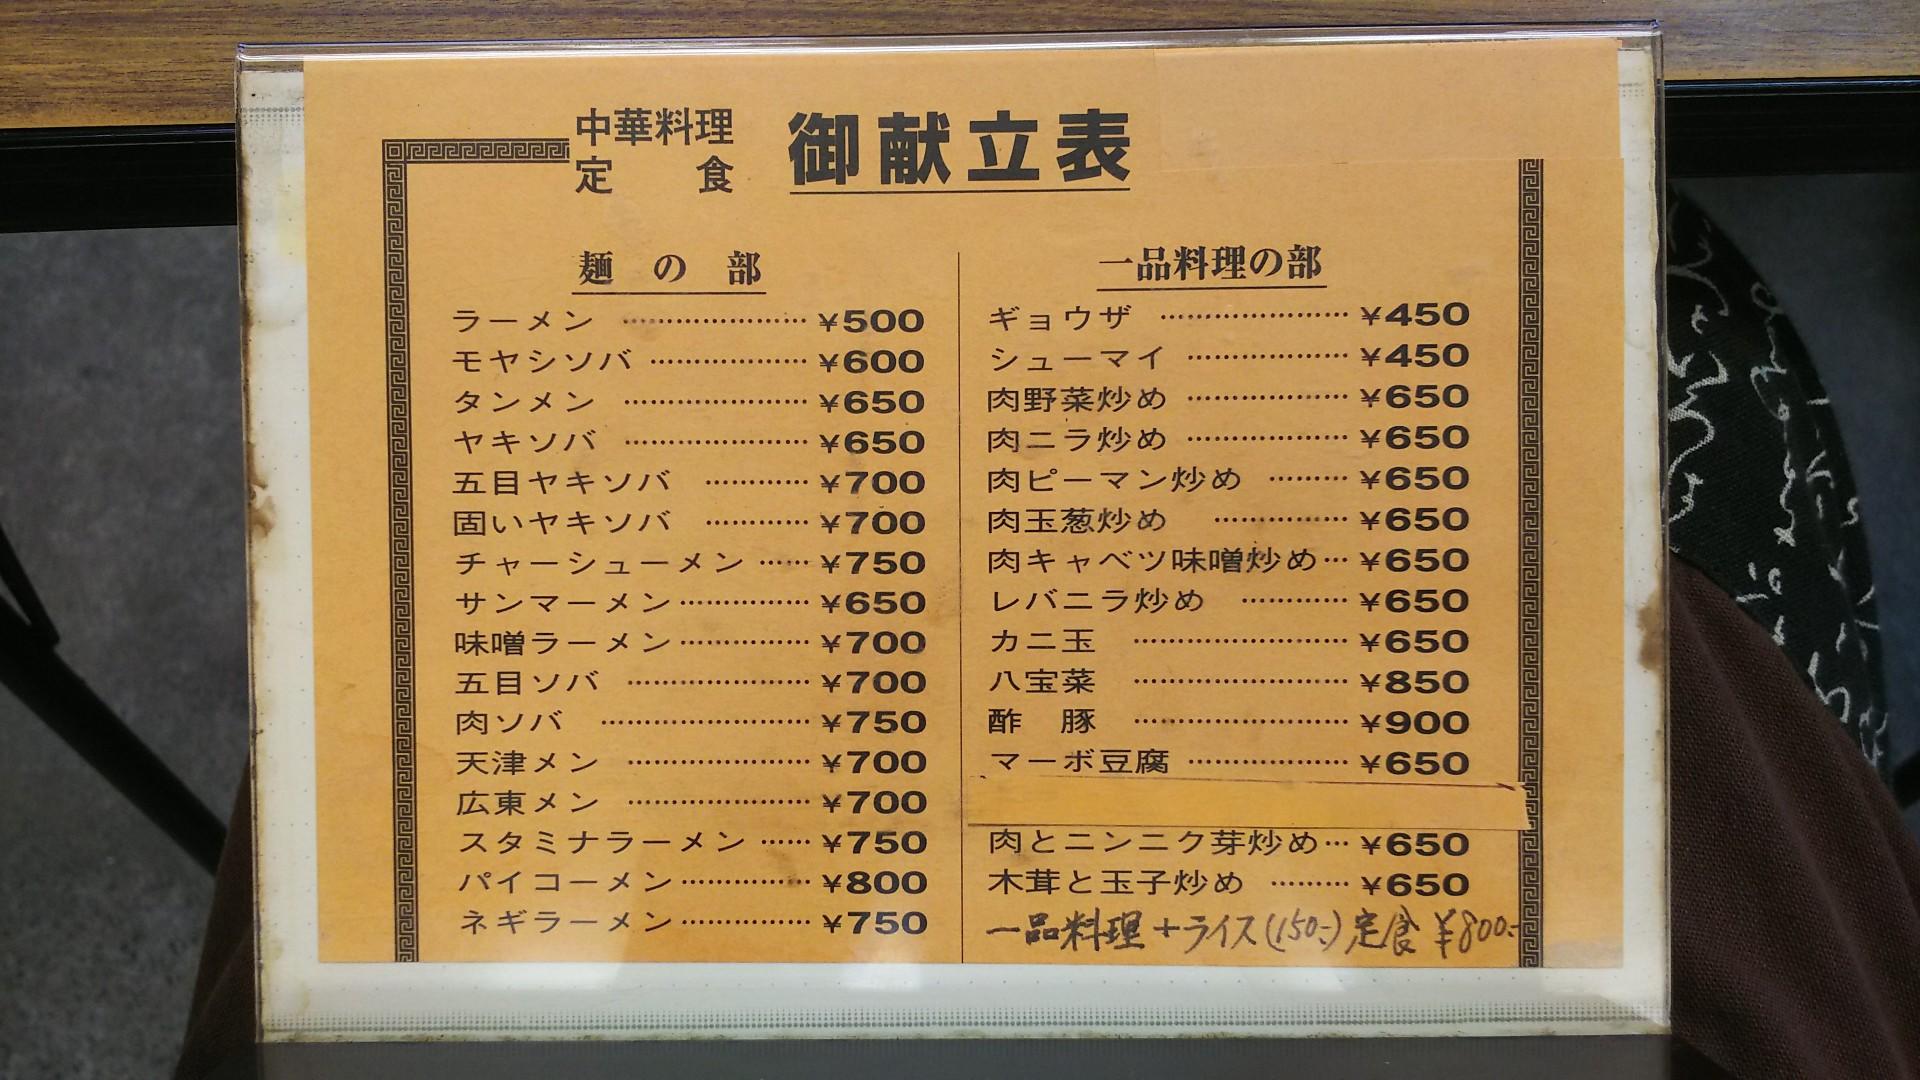 中華料理
定　食
御献立表
麺の部
ラーメン ………………… ¥500
モヤシソバ ……………… ¥600
タンメン ………………… ¥650
ヤキソバ ………………… ¥650
五目ヤキソバ ………… ¥700
固いヤキソバ ………… ¥700
チャーシューメン …… ¥750
サンマーメン …………… ¥650
味噌ラーメン …………… ¥700
五目ソバ ………………… ¥700
肉ソバ …………………… ¥750
天津メン ………………… ¥700
広東メン ………………… ¥700
スタミナラーメン …… ¥750
パイコーメン …………… ¥800
ネギラーメン …………… ¥750
一品料理の部
ギョウザ ………………… ¥450
シューマイ ……………… ¥450
肉野菜炒め ……………… ¥650
肉ニラ炒め ……………… ¥650
肉ピーマン炒め ……… ¥650
肉玉葱炒め …………… ¥650
肉キャベツ味噌炒め… ¥650
レバニラ炒め ………… ¥650
カニ玉 …………………… ¥650
八宝菜 …………………… ¥850
酢　豚 …………………… ¥900
マーボ豆腐 ……………… ¥650
肉とニンニク芽炒め… ¥650
木茸と玉子炒め ……… ¥650
一品料理+ライス(150-)定食 ¥800-